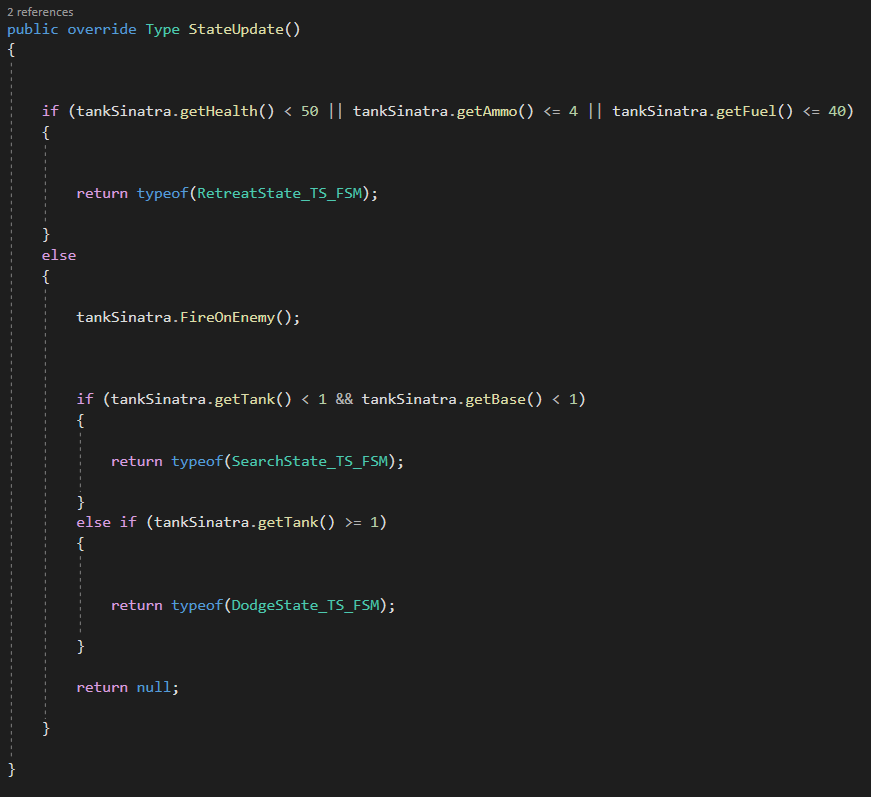 2 references
public override Type StateUpdate()
{
if (tankSinatra.getHealth() < 50 || tankSinatra.getAmmo() <= 4 || tankSinatra.getFuel() <= 40)
{
return typeof(RetreatState_TS_FSM);
}
else
{
tankSinatra.FireOnEnemy();
if (tankSinatra.getTank() < 1 && tankSinatra.getBase() < 1)
{
return typeof(SearchState_TS_FSM);
}
else if (tankSinatra.getTank() >= 1)
{
return typeof(DodgeState_TS_FSM);
}
return null;
}
}